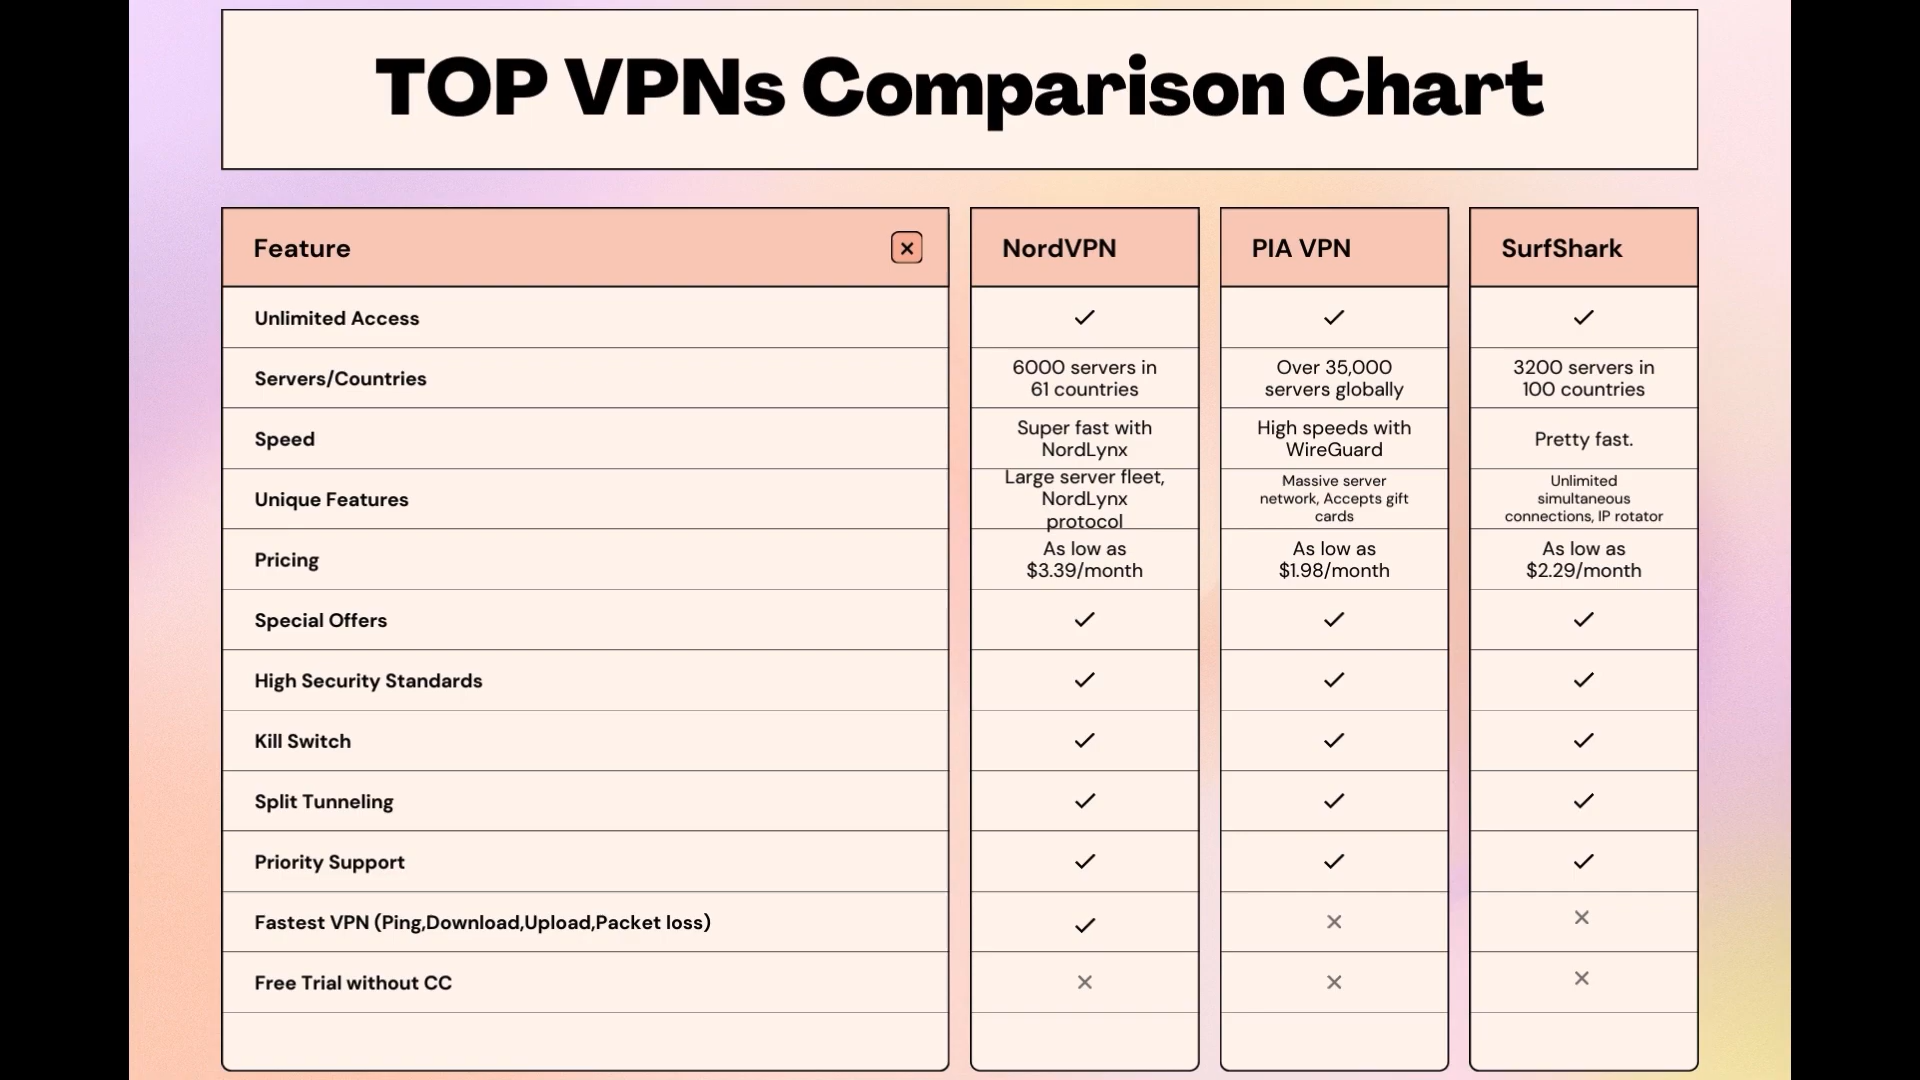 TOP VPNs Comparison Chart
Feature
NordVPN
PIA VPN
SurfShark
Unlimited Access
✓
✓
✓
Servers/Countries
6000 servers in
61 countries
Over 35,000
servers globally
3200 servers in
100 countries
Speed
Super fast with
NordLynx
High speeds with
WireGuard
Pretty fast.
Unique Features
Large server fleet,
NordLynx
protocol
Massive server
network, Accepts gift
cards
Unlimited
simultaneous
connections, IP rotator
Pricing
As low as
$3.39/month
As low as
$1.98/month
As low as
$2.29/month
Special Offers
✓
✓
✓
High Security Standards
✓
✓
✓
Kill Switch
✓
✓
✓
Split Tunneling
✓
✓
✓
Priority Support
✓
✓
✓
Fastest VPN (Ping,Download,Upload,Packet loss)
✓
✕
✕
Free Trial without CC
✕
✕
✕